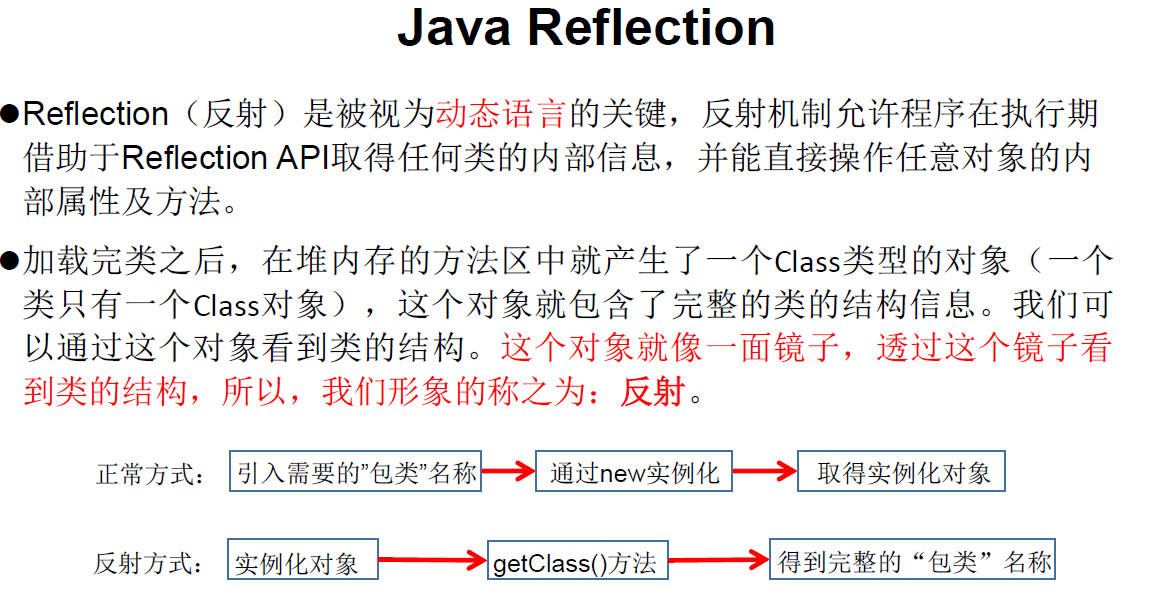 Java Reflection
●Reflection（反射）是被视为动态语言的关键，反射机制允许程序在执行期
借助于Reflection API取得任何类的内部信息，并能直接操作任意对象的内
部属性及方法。
●加载完类之后，在堆内存的方法区中就产生了一个Class类型的对象（一个
类只有一个Class对象），这个对象就包含了完整的类的结构信息。我们可
以通过这个对象看到类的结构。这个对象就像一面镜子，透过这个镜子看
到类的结构，所以，我们形象的称之为：反射。
正常方式： 引入需要的”包类”名称 通过new实例化 取得实例化对象
反射方式： 实例化对象 getClass()方法 得到完整的“包类”名称